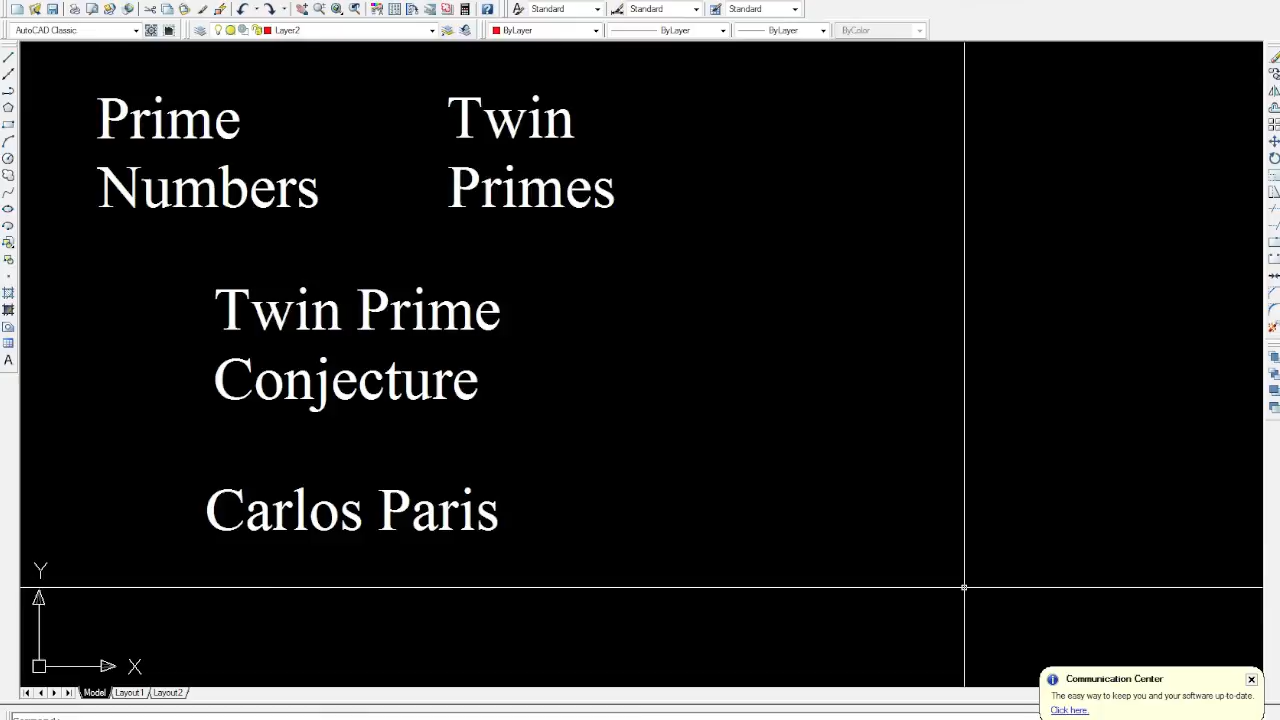 Standard
Standard
Standard
AutoCAD Classic
Layer2
ByLayer
ByLayer
ByLayer
ByColor
Prime
Numbers
Twin
Primes
Twin Prime
Conjecture
Carlos Paris
Y
X
Model
Layout1
Layout2
Communication Center
The easy way to keep you and your software up-to-date.
Click here.